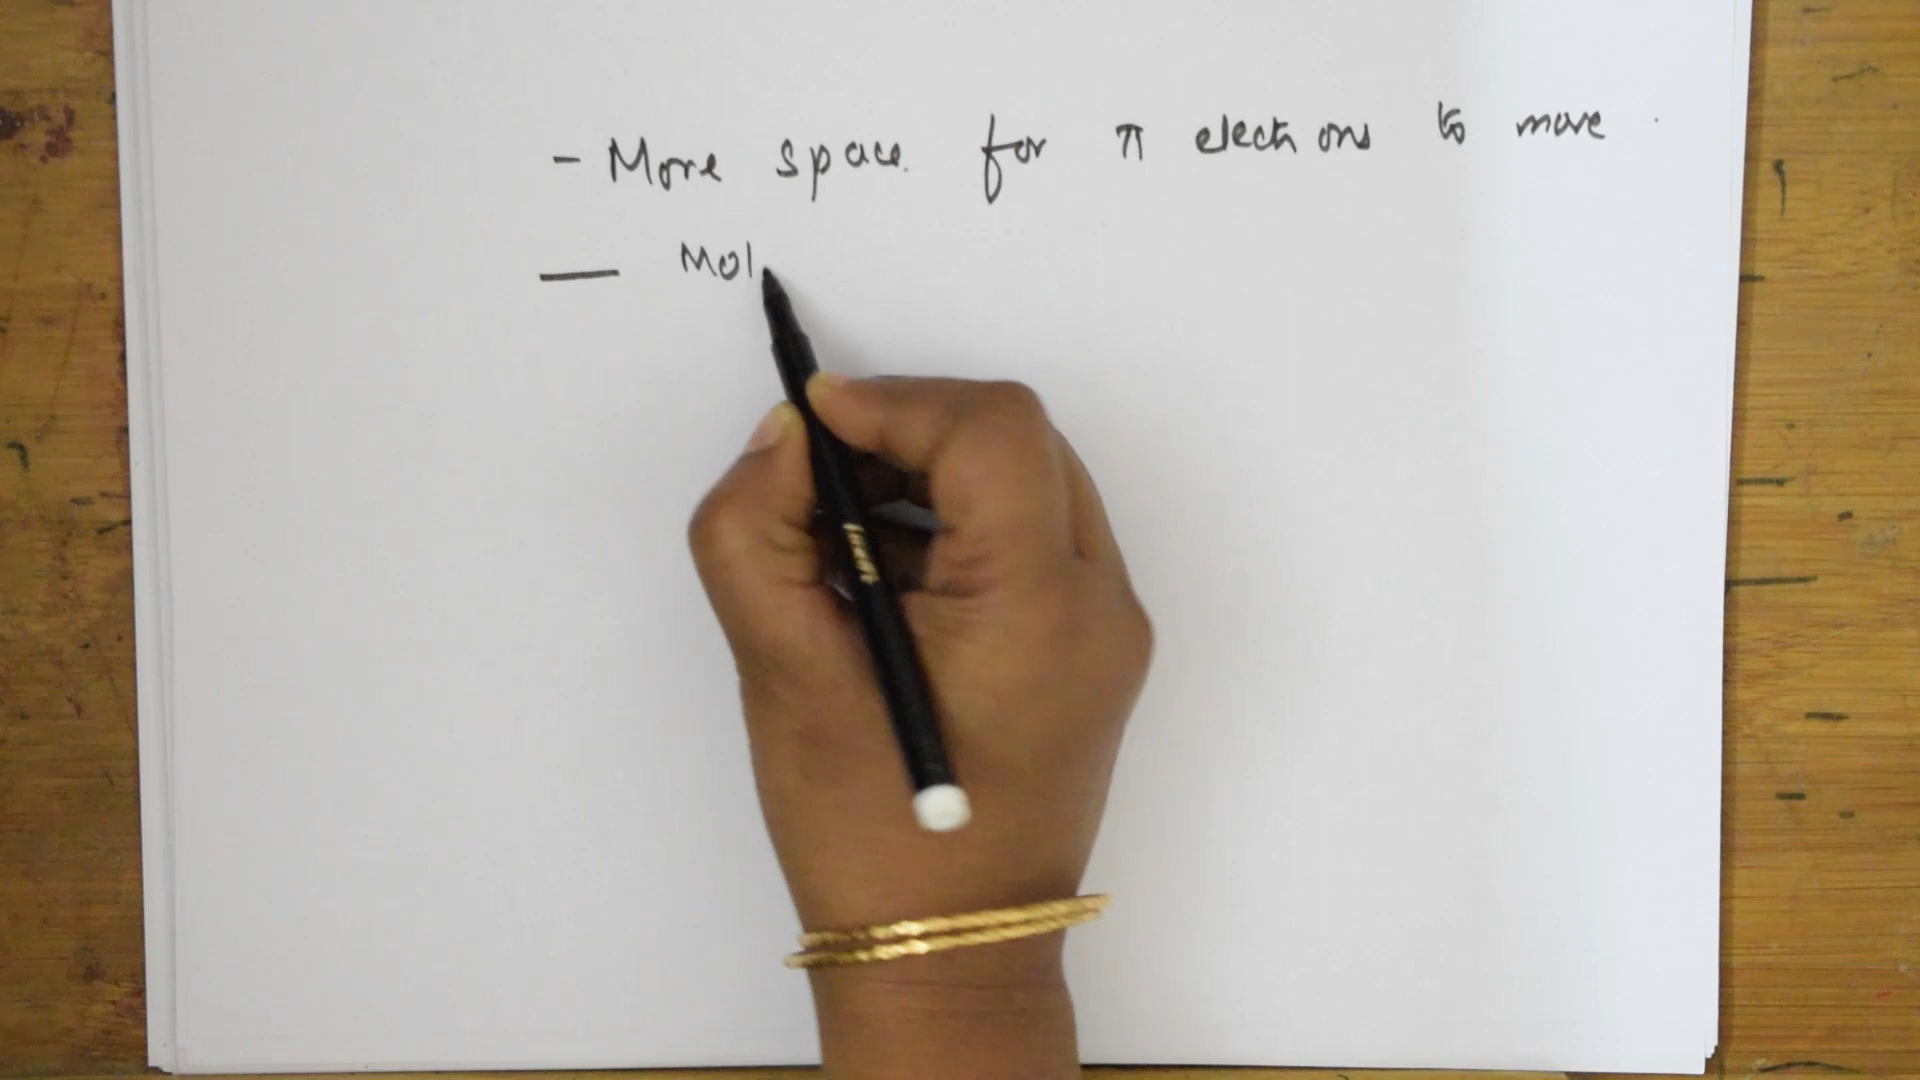 - More space for π electrons to move.
— Mol